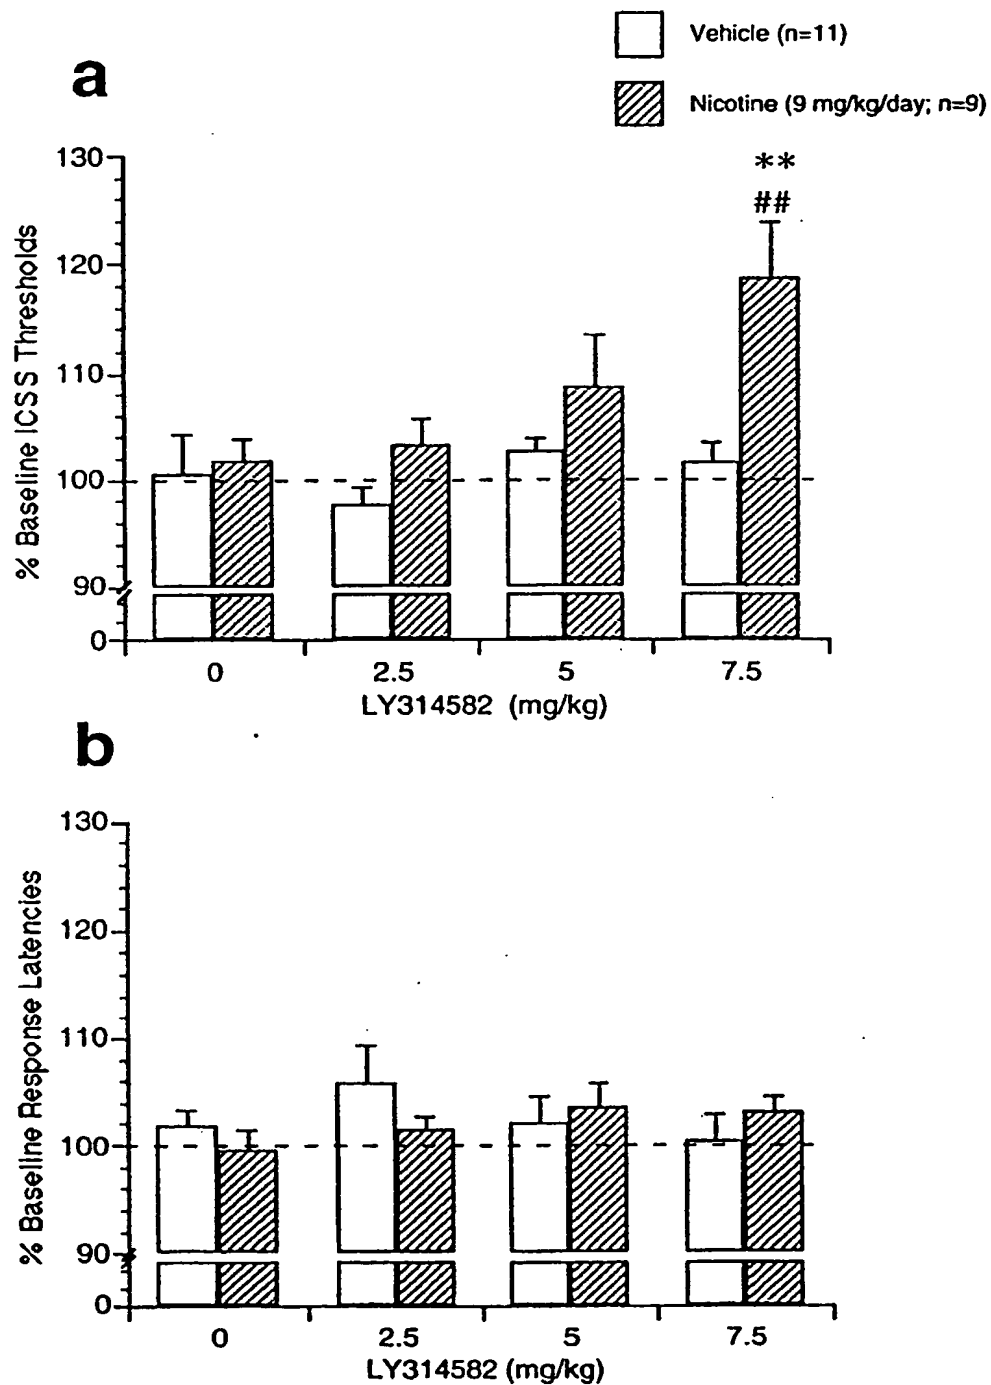 Vehicle (n=11)
Nicotine (9 mg/kg/day; n=9)
a
% Baseline ICSS Thresholds
130
120
110
100
90
0
**
##
0 2.5 5 7.5
LY314582 (mg/kg)
b
% Baseline Response Latencies
130
120
110
100
90
0
0 2.5 5 7.5
LY314582 (mg/kg)